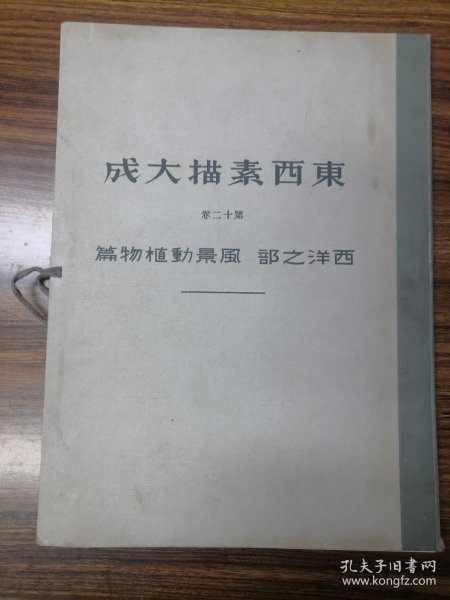 東西素描大成
第十二卷
西洋之部 風景動植物篇
孔夫子旧书网
www.kongfz.com